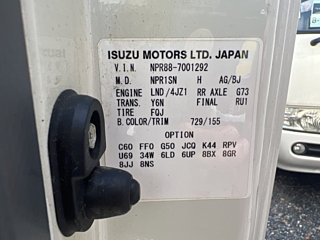 ISUZU MOTORS LTD. JAPAN
V.I.N. NPR88-7001292
M.D. NPR1SN H AG/BJ
ENGINE LND/4JZ1 RR AXLE G73
TRANS. Y6N FINAL RU1
TIRE FQJ
B.COLOR/TRIM 729/155
OPTION
C60 FF0 G50 JCQ K44 RPV
U69 34W 6LD 6UP 8BX 8GR
8JJ 8NS